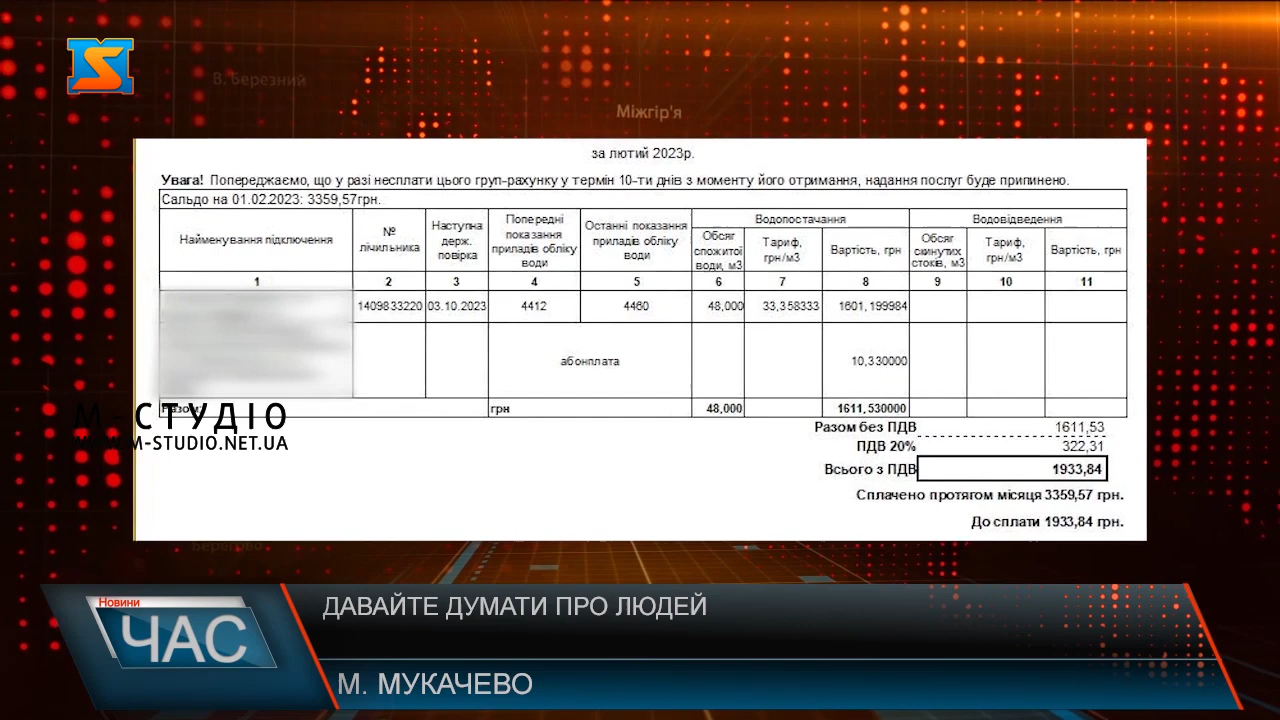 В. Березний
Міжгір'я
за лютий 2023р.
Увага! Попереджаємо, що у разі несплати цього груп-рахунку у термін 10-ти днів з моменту його отримання, надання послуг буде припинено.
Сальдо на 01.02.2023: 3359,57грн.
Найменування підключення
№ лічильника
Наступна держ. повірка
Попередні показання приладів обліку води
Останні показання приладів обліку води
Водопостачання
Водовідведення
Обсяг спожитої води, м3
Тариф, грн/м3
Вартість, грн
Обсяг скинутих стоків, м3
Тариф, грн/м3
Вартість, грн
1 2 3 4 5 6 7 8 9 10 11
1409833220 03.10.2023 4412 4460 48,000 33,358333 1601,199984
абонплата 10,330000
Разом: грн 48,000 1611,530000
М-СТУДІО
WWW.M-STUDIO.NET.UA
Разом без ПДВ 1611,53
ПДВ 20% 322,31
Всього з ПДВ 1933,84
Сплачено протягом місяця 3359,57 грн.
До сплати 1933,84 грн.
Берегово
Новини
ЧАС
ДАВАЙТЕ ДУМАТИ ПРО ЛЮДЕЙ
М. МУКАЧЕВО